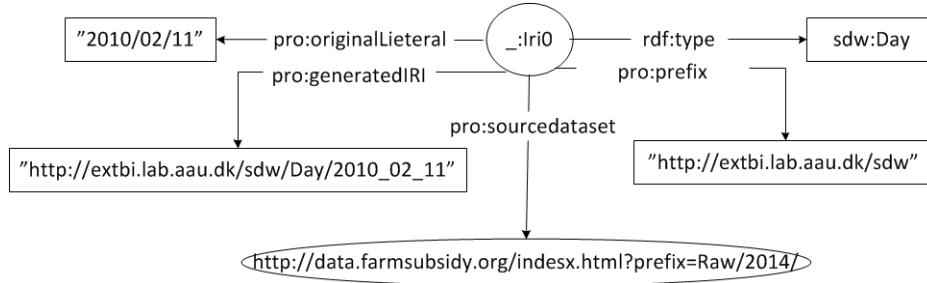 ”2010/02/11” pro:originalLieteral _:Iri0 rdf:type sdw:Day
pro:generatedIRI pro:prefix
pro:sourcedataset
”http://extbi.lab.aau.dk/sdw/Day/2010_02_11” ”http://extbi.lab.aau.dk/sdw”
http://data.farmsubsidy.org/indesx.html?prefix=Raw/2014/